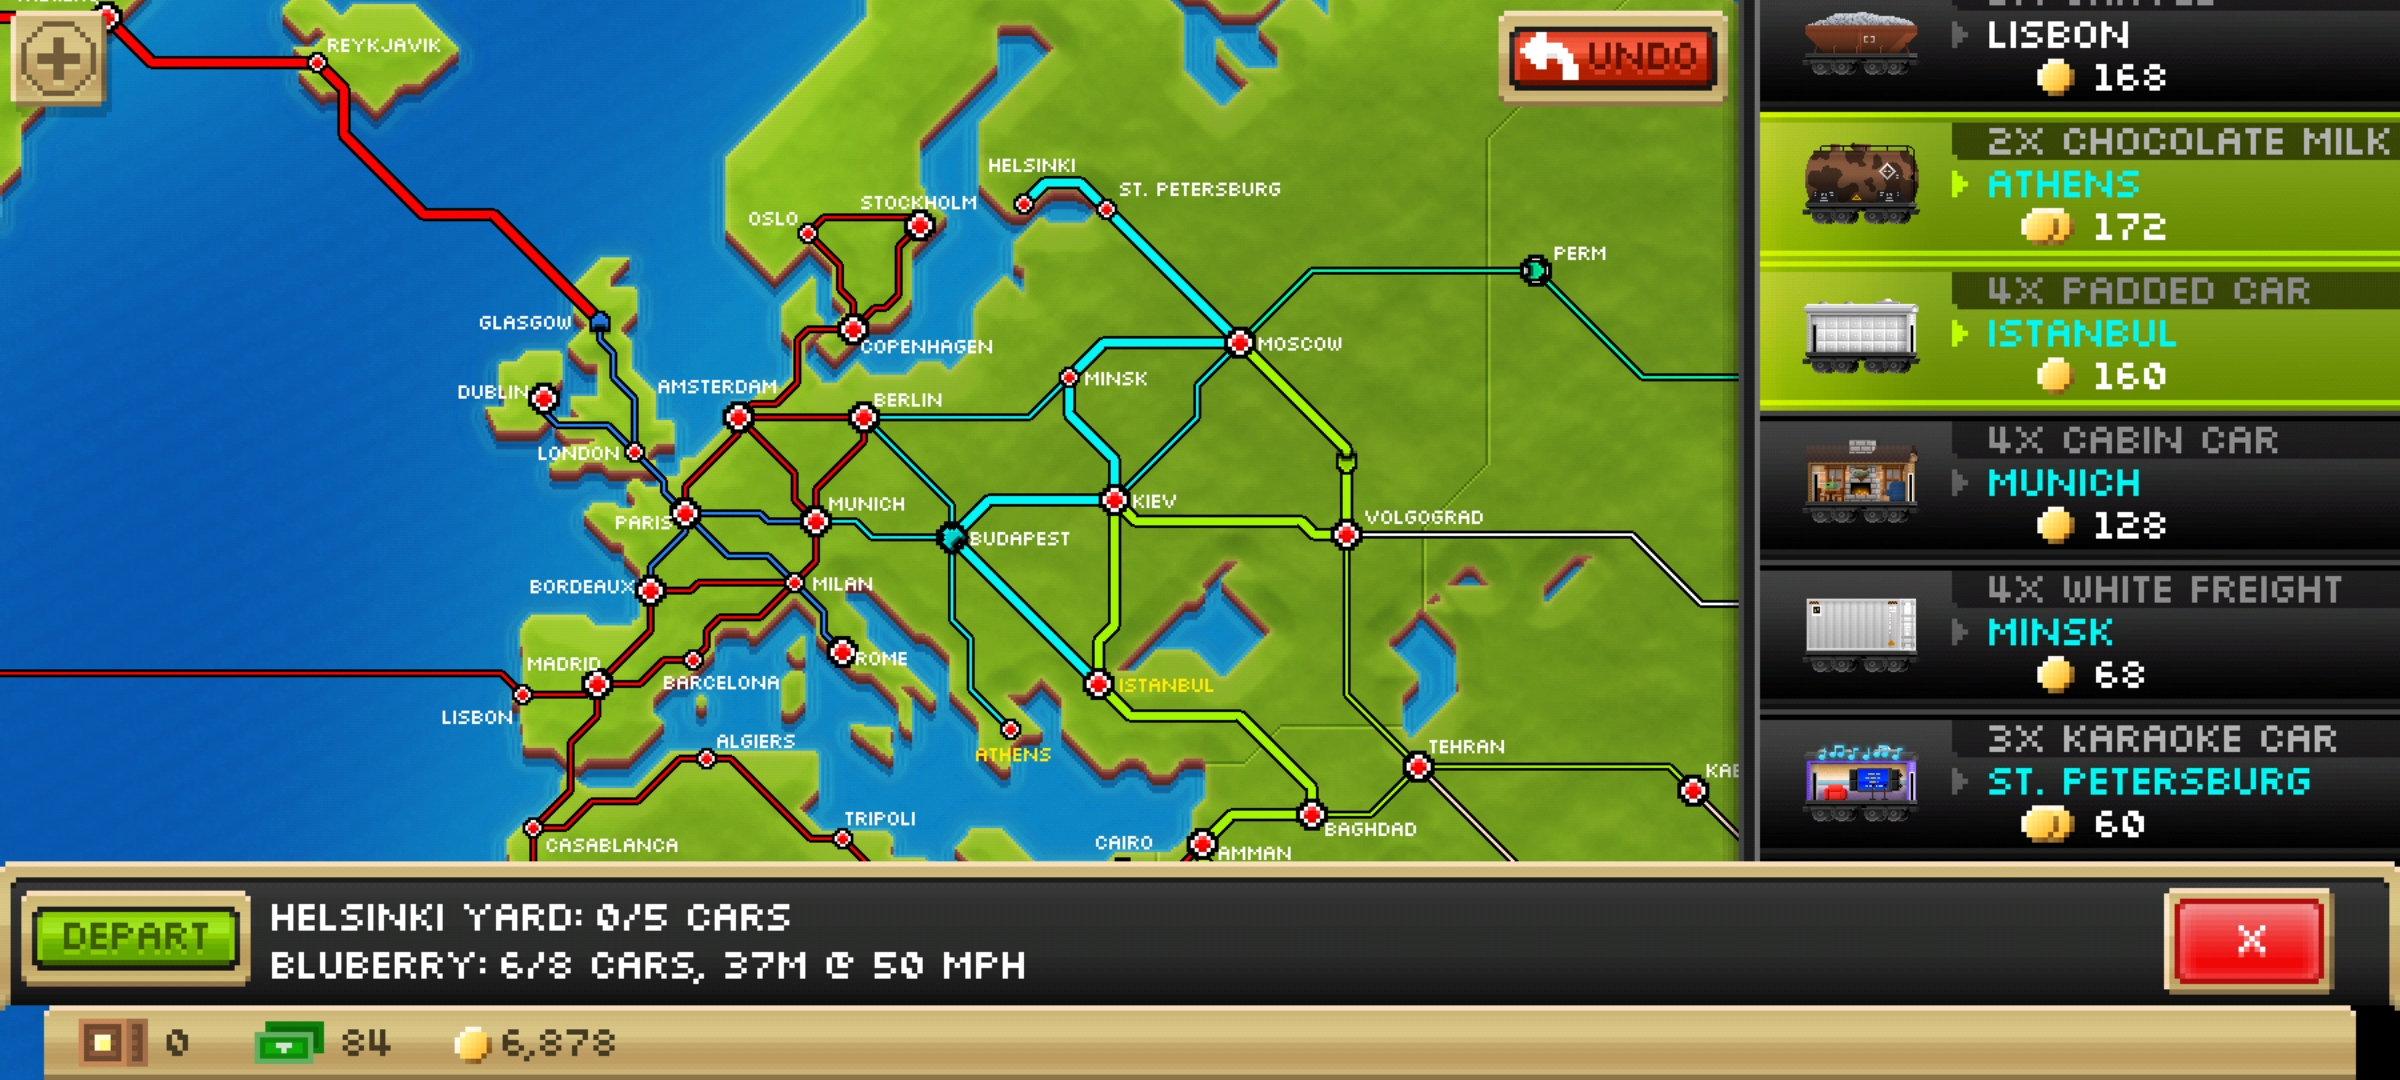 REYKJAVIK
UNDO
HELSINKI
ST. PETERSBURG
STOCKHOLM
OSLO
PERM
GLASGOW
COPENHAGEN
MOSCOW
DUBLIN
AMSTERDAM
BERLIN
MINSK
LONDON
MUNICH
KIEV
PARIS
VOLGOGRAD
BUDAPEST
BORDEAUX
MILAN
MADRID
ROME
BARCELONA
ISTANBUL
LISBON
ALGIERS
ATHENS
TEHRAN
CASABLANCA
TRIPOLI
BAGHDAD
CAIRO
AMMAN
LISBON
168
2X CHOCOLATE MILK
ATHENS
172
4X PADDED CAR
ISTANBUL
160
4X CABIN CAR
MUNICH
128
4X WHITE FREIGHT
MINSK
68
3X KARAOKE CAR
ST. PETERSBURG
60
DEPART
HELSINKI YARD: 0/5 CARS
BLUBERRY: 6/8 CARS, 37M @ 50 MPH
X
0
84
6,878